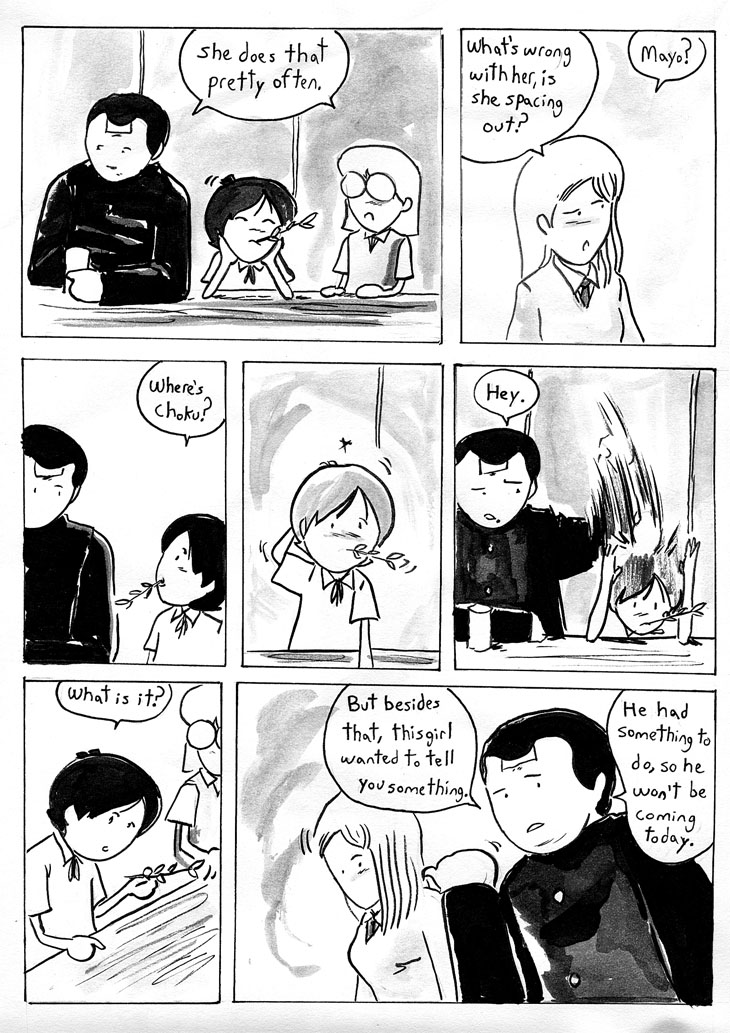 Mayo?
What's wrong
with her, is
she spacing
out?
She does that
pretty often.
Hey.
Where's
Choku?
He had
something to
do, so he
won't be
coming
today.
But besides
that, this girl
wanted to tell
you something.
What is it?